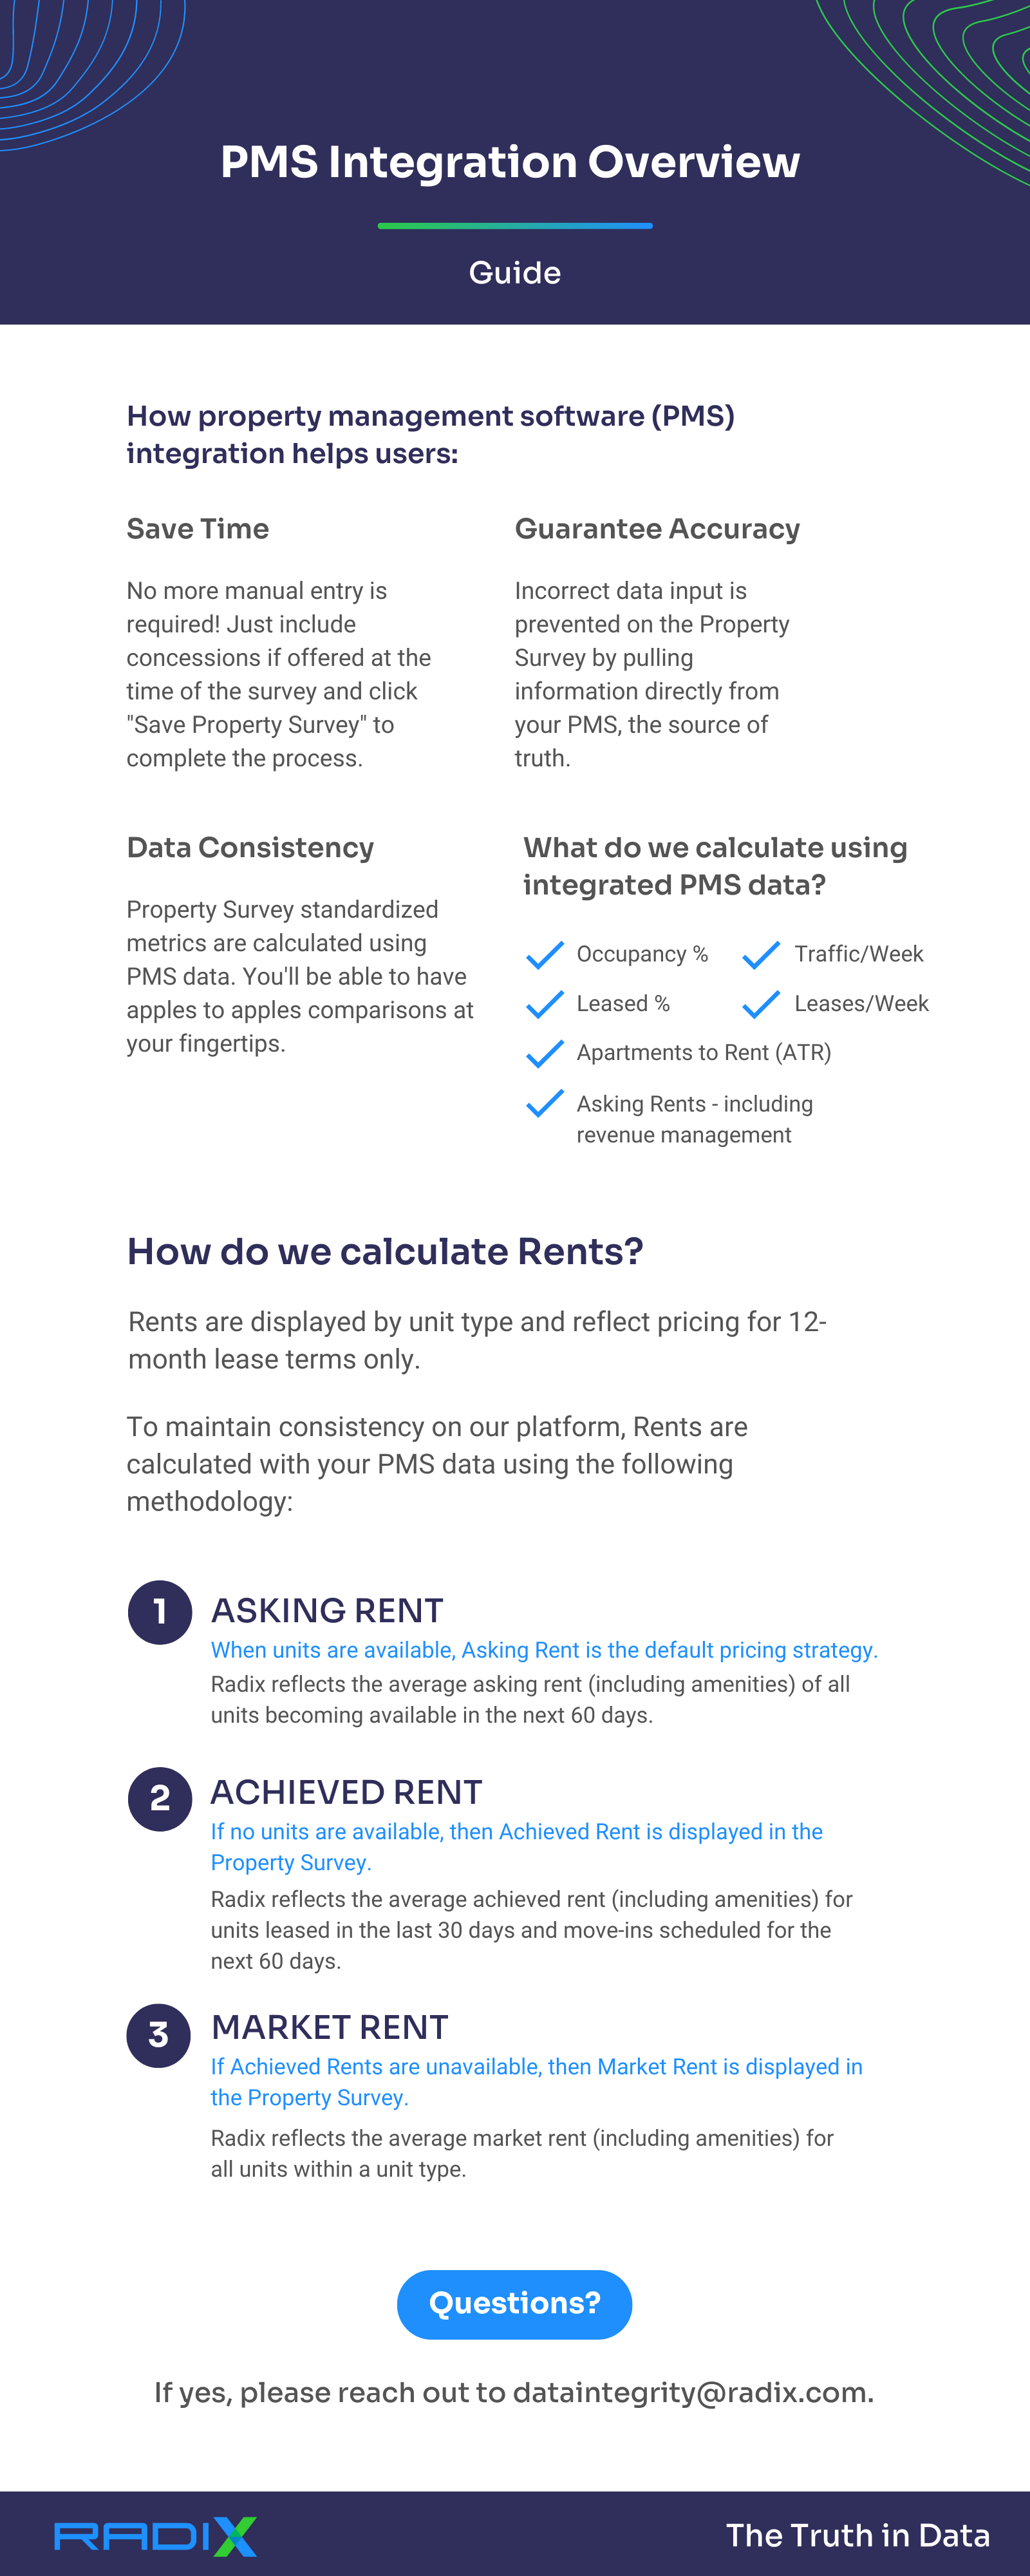 PMS Integration Overview
Guide
How property management software (PMS)
integration helps users:
Save Time
No more manual entry is
required! Just include
concessions if offered at the
time of the survey and click
"Save Property Survey" to
complete the process.
Guarantee Accuracy
Incorrect data input is
prevented on the Property
Survey by pulling
information directly from
your PMS, the source of
truth.
Data Consistency
Property Survey standardized
metrics are calculated using
PMS data. You'll be able to have
apples to apples comparisons at
your fingertips.
What do we calculate using
integrated PMS data?
Occupancy %
Traffic/Week
Leased %
Leases/Week
Apartments to Rent (ATR)
Asking Rents - including
revenue management
How do we calculate Rents?
Rents are displayed by unit type and reflect pricing for 12-
month lease terms only.
To maintain consistency on our platform, Rents are
calculated with your PMS data using the following
methodology:
1 ASKING RENT
When units are available, Asking Rent is the default pricing strategy.
Radix reflects the average asking rent (including amenities) of all
units becoming available in the next 60 days.
2 ACHIEVED RENT
If no units are available, then Achieved Rent is displayed in the
Property Survey.
Radix reflects the average achieved rent (including amenities) for
units leased in the last 30 days and move-ins scheduled for the
next 60 days.
3 MARKET RENT
If Achieved Rents are unavailable, then Market Rent is displayed in
the Property Survey.
Radix reflects the average market rent (including amenities) for
all units within a unit type.
Questions?
If yes, please reach out to dataintegrity@radix.com.
RADIX
The Truth in Data